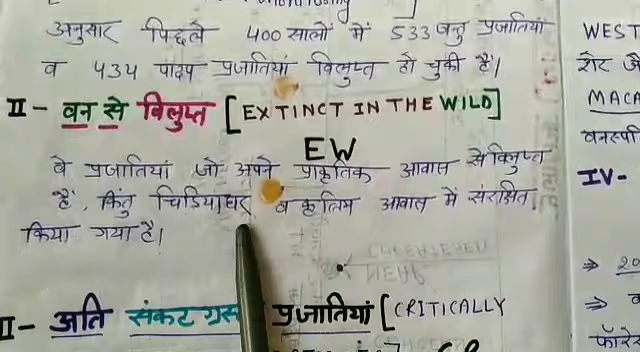 अनुसार पिछले 400 सालों में 533 जन्तु प्रजातियां
व 434 पादप प्रजातियां विलुप्त हो चुकी हैं।
II - वन से विलुप्त [EXTINCT IN THE WILD]
EW
वे प्रजातियां जो अपने प्राकृतिक आवास से विलुप्त
हैं, किंतु चिडियाघर व कृत्रिम आवास में संरक्षित
किया गया है।
II - अति संकट ग्रस्त प्रजातियां [CRITICALLY
WEST
शेर
MACA
IV-
⇒ 20
⇒ व